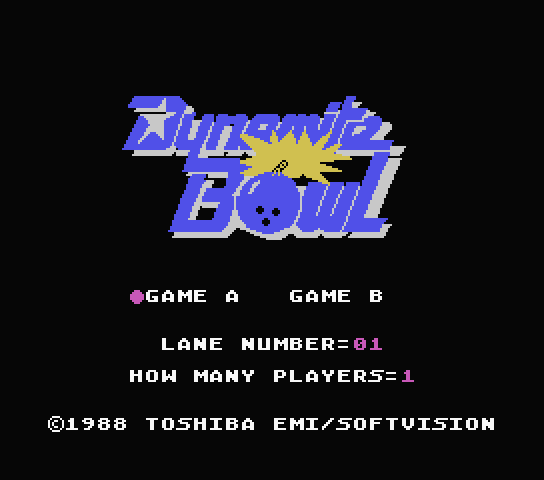 Dynamite
Bowl
GAME A GAME B
LANE NUMBER=01
HOW MANY PLAYERS=1
©1988 TOSHIBA EMI/SOFTVISION